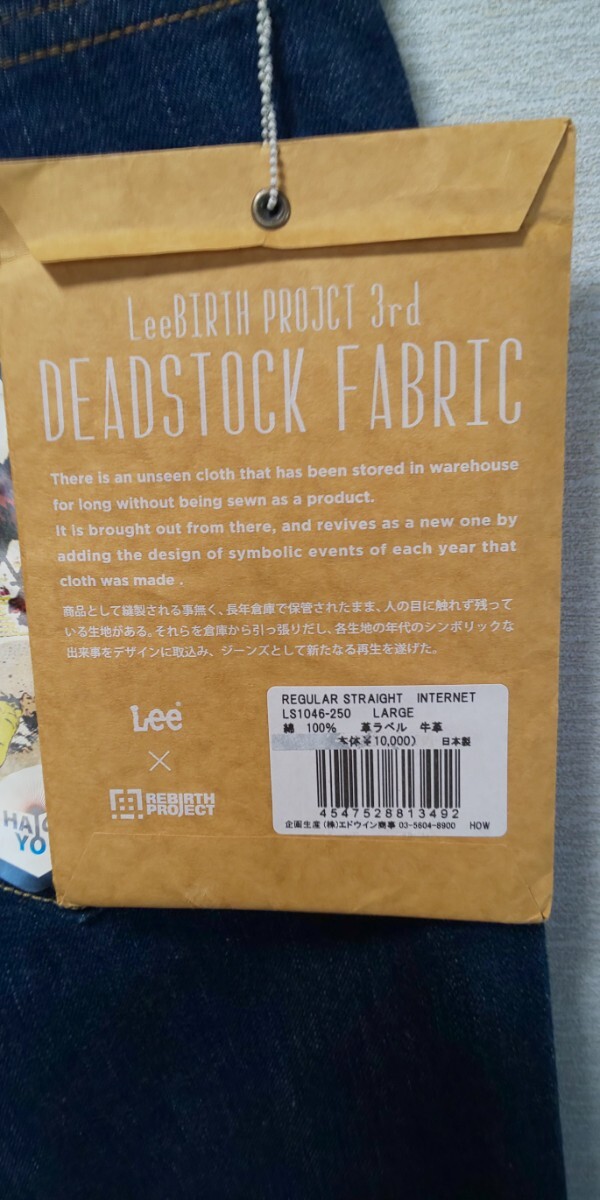 LeeBIRTH PROJCT 3rd
DEADSTOCK FABRIC
There is an unseen cloth that has been stored in warehouse
for long without being sewn as a product.
It is brought out from there, and revives as a new one by
adding the design of symbolic events of each year that
cloth was made .
商品として縫製される事無く、長年倉庫で保管されたまま、人の目に触れず残って
いる生地がある。それらを倉庫から引っ張りだし、各生地の年代のシンボリックな
出来事をデザインに取込み、ジーンズとして新たなる再生を遂げた。
Lee
×
REBIRTH
PROJECT
REGULAR STRAIGHT INTERNET
LS1046-250 LARGE
綿 100% 革ラベル 牛革
本体¥10,000) 日本製
4547528813492
企画生産(株)エドウイン商事 03-5604-8900 HOW
YO